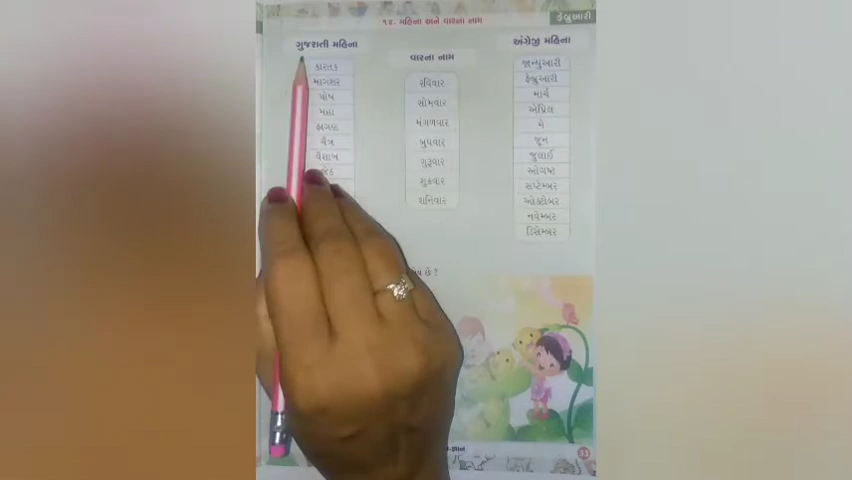 ૧૪. મહિના અને વારના નામ
ફેબ્રુઆરી
ગુજરાતી મહિના
કારતક
માગશર
પોષ
મહા
ફાગણ
ચૈત્ર
વૈશાખ
જેઠ
વારના નામ
રવિવાર
સોમવાર
મંગળવાર
બુધવાર
ગુરૂવાર
શુક્રવાર
શનિવાર
અંગ્રેજી મહિના
જાન્યુઆરી
ફેબ્રુઆરી
માર્ચ
એપ્રિલ
મે
જૂન
જુલાઈ
ઓગષ્ટ
સપ્ટેમ્બર
ઓક્ટોબર
નવેમ્બર
ડિસેમ્બર
છે ?